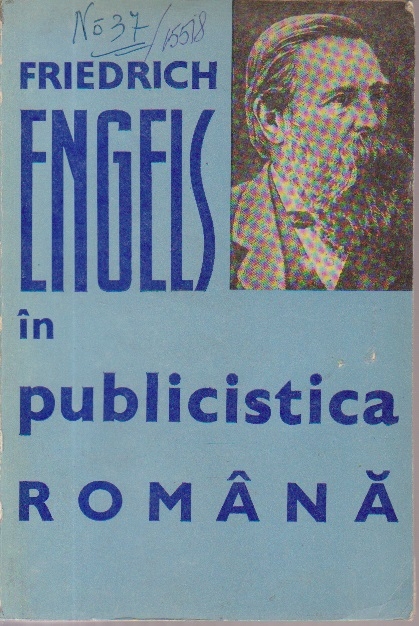 No 37/15518
FRIEDRICH
ENGELS
în
publicistica
ROMÂNĂ